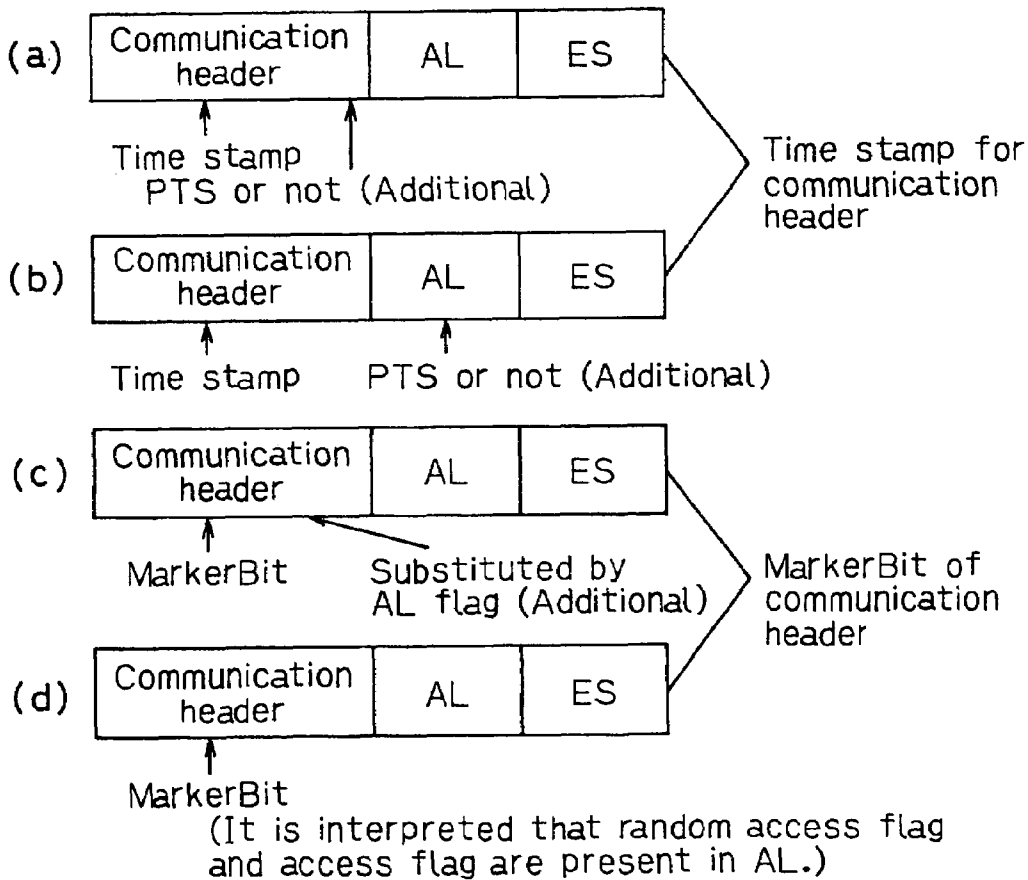 (a)
Communication
header
AL
ES
Time stamp
PTS or not (Additional)
Time stamp for
communication
header
(b)
Communication
header
AL
ES
Time stamp
PTS or not (Additional)
(c)
Communication
header
AL
ES
MarkerBit
Substituted by
AL flag (Additional)
MarkerBit of
communication
header
(d)
Communication
header
AL
ES
MarkerBit
(It is interpreted that random access flag
and access flag are present in AL.)